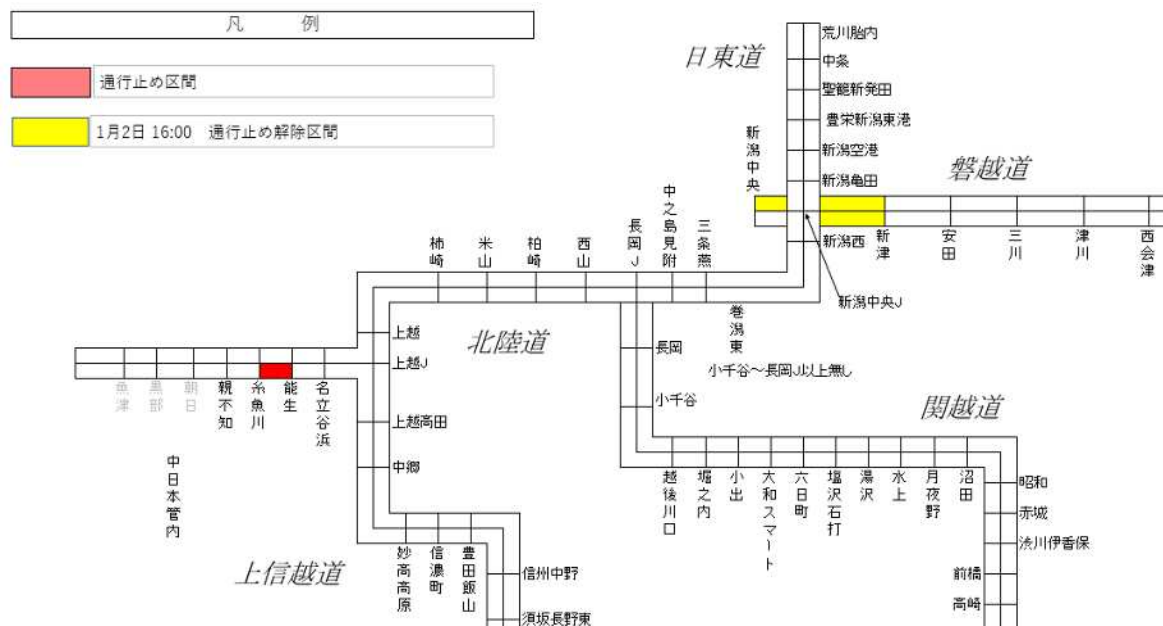 凡 例
通行止め区間
1月2日 16:00 通行止め解除区間
日東道
荒川胎内
中条
聖籠新発田
豊栄新潟東港
新潟空港
新潟亀田
新潟西
新潟中央
新潟中央J
磐越道
新津
安田
三川
津川
西会津
柿崎
米山
柏崎
西山
長岡J
中之島見附
三条燕
巻潟東
北陸道
上越
上越J
上越高田
中郷
魚津
黒部
朝日
親不知
糸魚川
能生
名立谷浜
中日本管内
長岡
小千谷
小千谷~長岡J以上無し
関越道
越後川口
堀之内
小出
大和スマート
六日町
塩沢石打
湯沢
水上
月夜野
沼田
昭和
赤城
渋川伊香保
前橋
高崎
上信越道
妙高高原
信濃町
豊田飯山
信州中野
須坂長野東